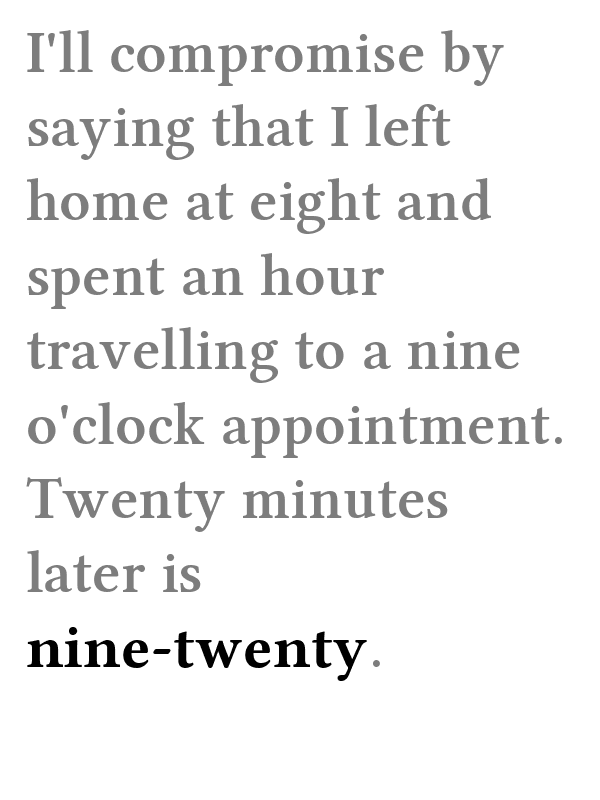 I'll compromise by
saying that I left
home at eight and
spent an hour
travelling to a nine
o'clock appointment.
Twenty minutes
later is
nine-twenty.